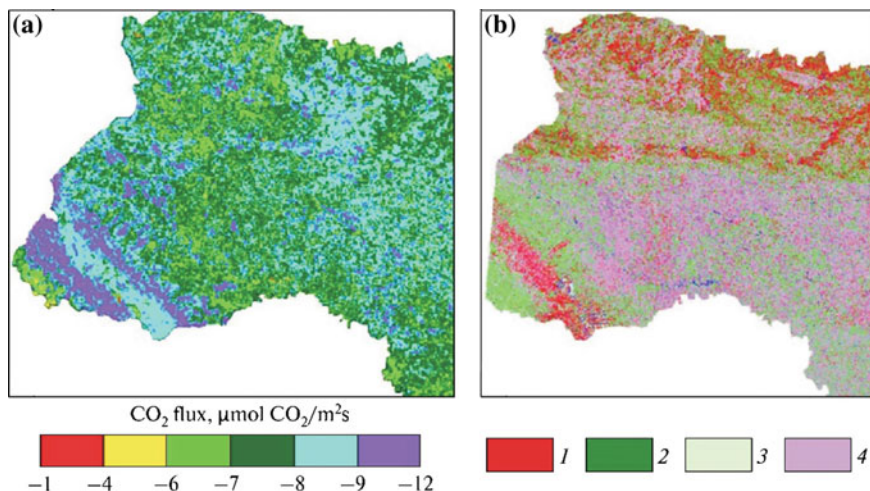 (a)
(b)
CO₂ flux, μmol CO₂/m²s
−1 −4 −6 −7 −8 −9 −12
1 2 3 4